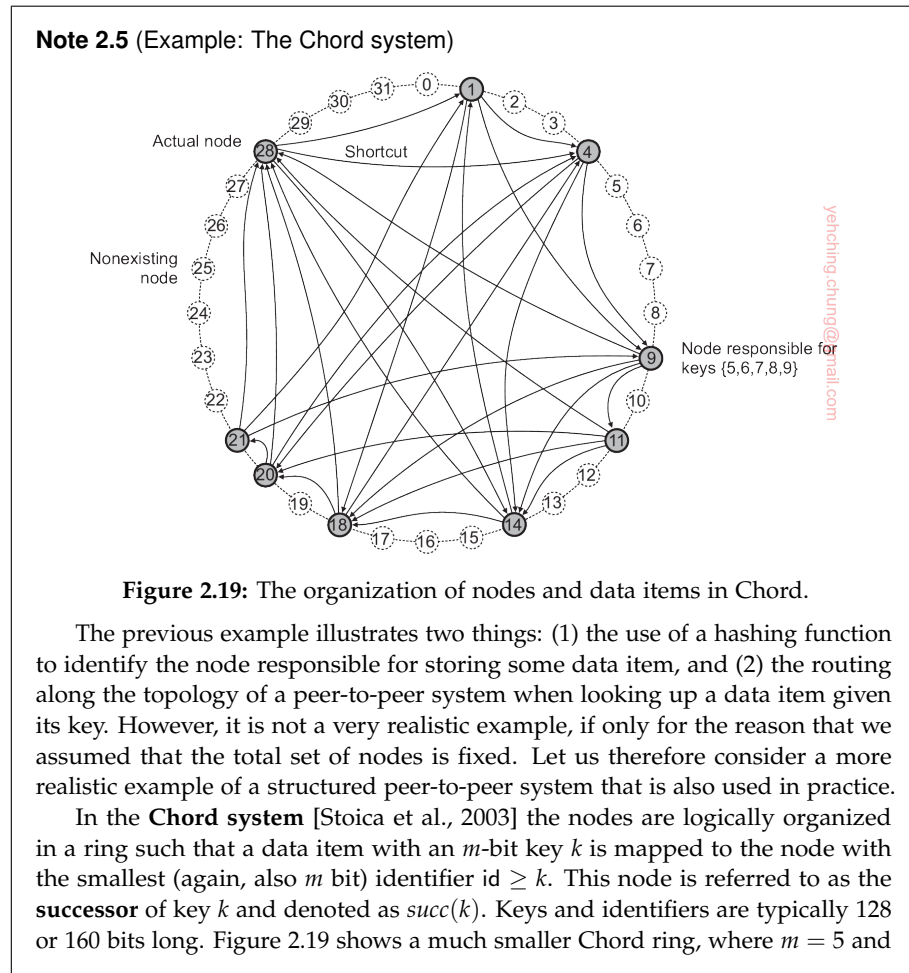 Note 2.5 (Example: The Chord system)
0
1
2
3
4
5
6
7
8
9
10
11
12
13
14
15
16
17
18
19
20
21
22
23
24
25
26
27
28
29
30
31
Actual node
Shortcut
Nonexisting
node
Node responsible for
keys {5,6,7,8,9}
yehching.chung@gmail.com
Figure 2.19: The organization of nodes and data items in Chord.
The previous example illustrates two things: (1) the use of a hashing function
to identify the node responsible for storing some data item, and (2) the routing
along the topology of a peer-to-peer system when looking up a data item given
its key. However, it is not a very realistic example, if only for the reason that we
assumed that the total set of nodes is fixed. Let us therefore consider a more
realistic example of a structured peer-to-peer system that is also used in practice.
In the Chord system [Stoica et al., 2003] the nodes are logically organized
in a ring such that a data item with an m-bit key k is mapped to the node with
the smallest (again, also m bit) identifier id ≥ k. This node is referred to as the
successor of key k and denoted as succ(k). Keys and identifiers are typically 128
or 160 bits long. Figure 2.19 shows a much smaller Chord ring, where m = 5 and